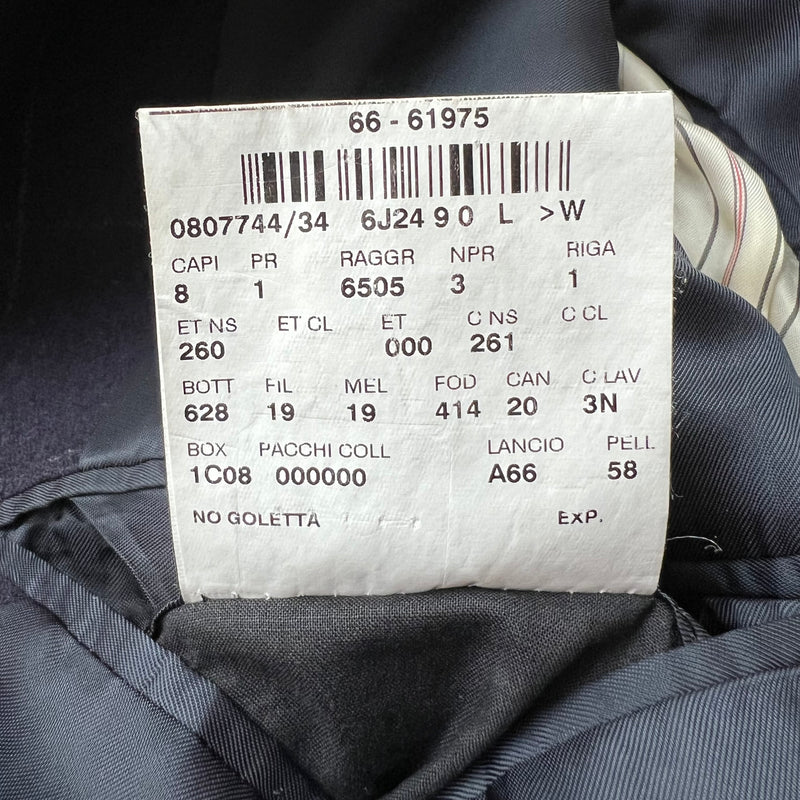 66 - 61975
0807744/34 6J24 9 0 L >W
CAPI PR RAGGR NPR RIGA
8 1 6505 3 1
ET NS ET CL ET C NS C CL
260 000 261
BOTT FIL MEL FOD CAN C LAV
628 19 19 414 20 3N
BOX PACCHI COLL LANCIO PELL
1C08 000000 A66 58
NO GOLETTA EXP.